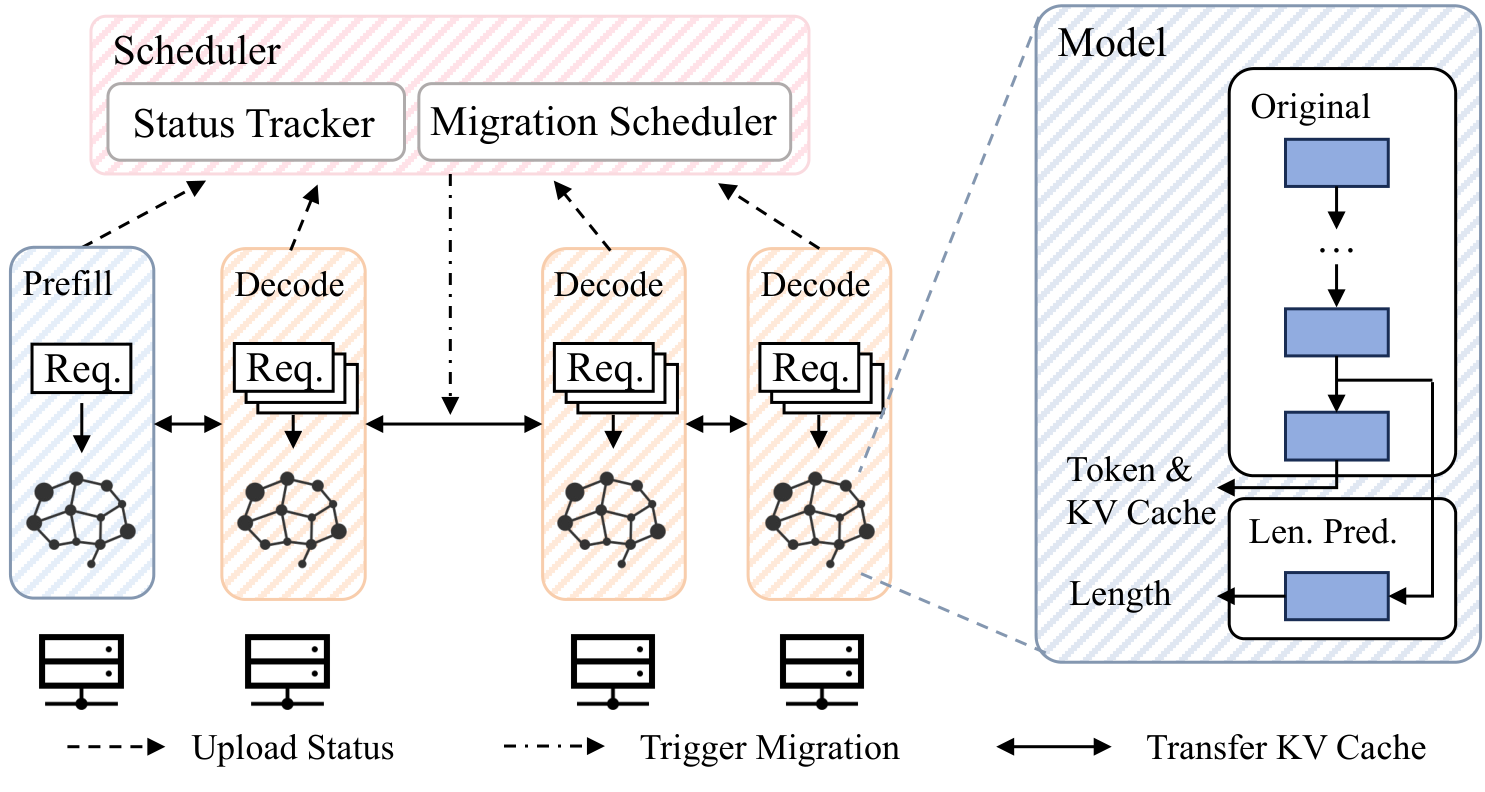 Scheduler
Status Tracker
Migration Scheduler
Prefill
Req.
Decode
Req.
Decode
Req.
Decode
Req.
Model
Original
...
Token &
KV Cache
Len. Pred.
Length
Upload Status
Trigger Migration
Transfer KV Cache